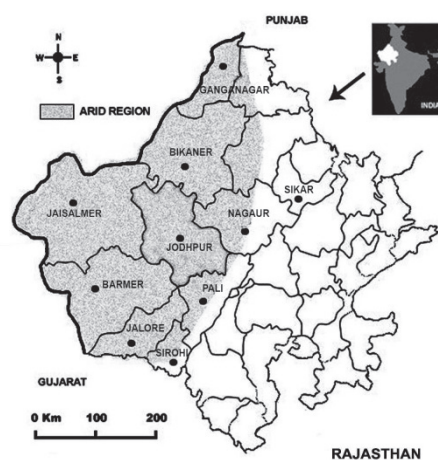 PUNJAB
N
W E
S
INDIA
GANGANAGAR
ARID REGION
BIKANER
SIKAR
JAISALMER
NAGAUR
JODHPUR
BARMER
PALI
JALORE
SIROHI
GUJARAT
0 Km 100 200
RAJASTHAN